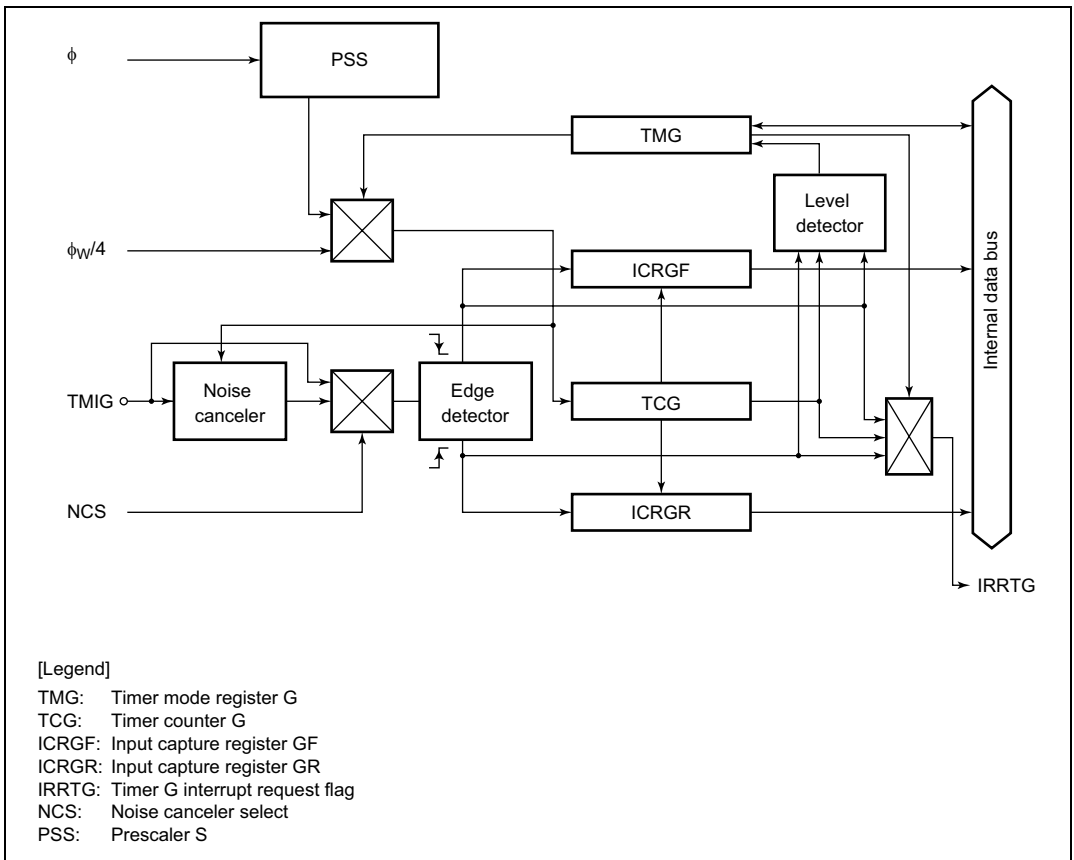 ϕ
PSS
TMG
Level
detector
ϕW/4
ICRGF
Internal data bus
TMIG
Noise
canceler
Edge
detector
TCG
NCS
ICRGR
IRRTG
[Legend]
TMG: Timer mode register G
TCG: Timer counter G
ICRGF: Input capture register GF
ICRGR: Input capture register GR
IRRTG: Timer G interrupt request flag
NCS: Noise canceler select
PSS: Prescaler S